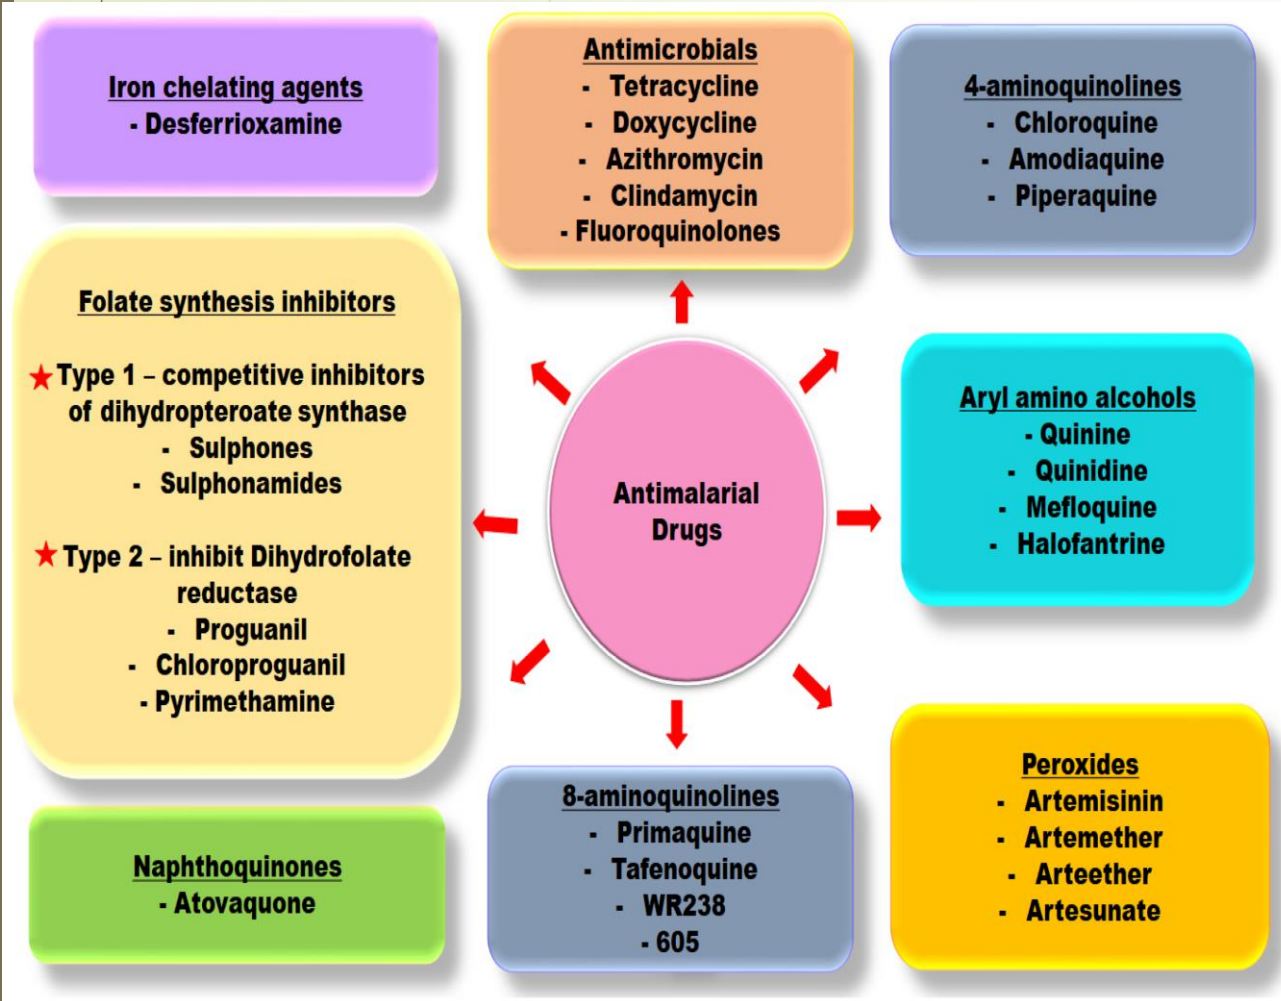 Iron chelating agents
- Desferrioxamine
Antimicrobials
- Tetracycline
- Doxycycline
- Azithromycin
- Clindamycin
- Fluoroquinolones
4-aminoquinolines
- Chloroquine
- Amodiaquine
- Piperaquine
Folate synthesis inhibitors
Type 1 – competitive inhibitors
of dihydropteroate synthase
- Sulphones
- Sulphonamides
Type 2 – inhibit Dihydrofolate
reductase
- Proguanil
- Chloroproguanil
- Pyrimethamine
Antimalarial
Drugs
Aryl amino alcohols
- Quinine
- Quinidine
- Mefloquine
- Halofantrine
Naphthoquinones
- Atovaquone
8-aminoquinolines
- Primaquine
- Tafenoquine
- WR238
- 605
Peroxides
- Artemisinin
- Artemether
- Arteether
- Artesunate